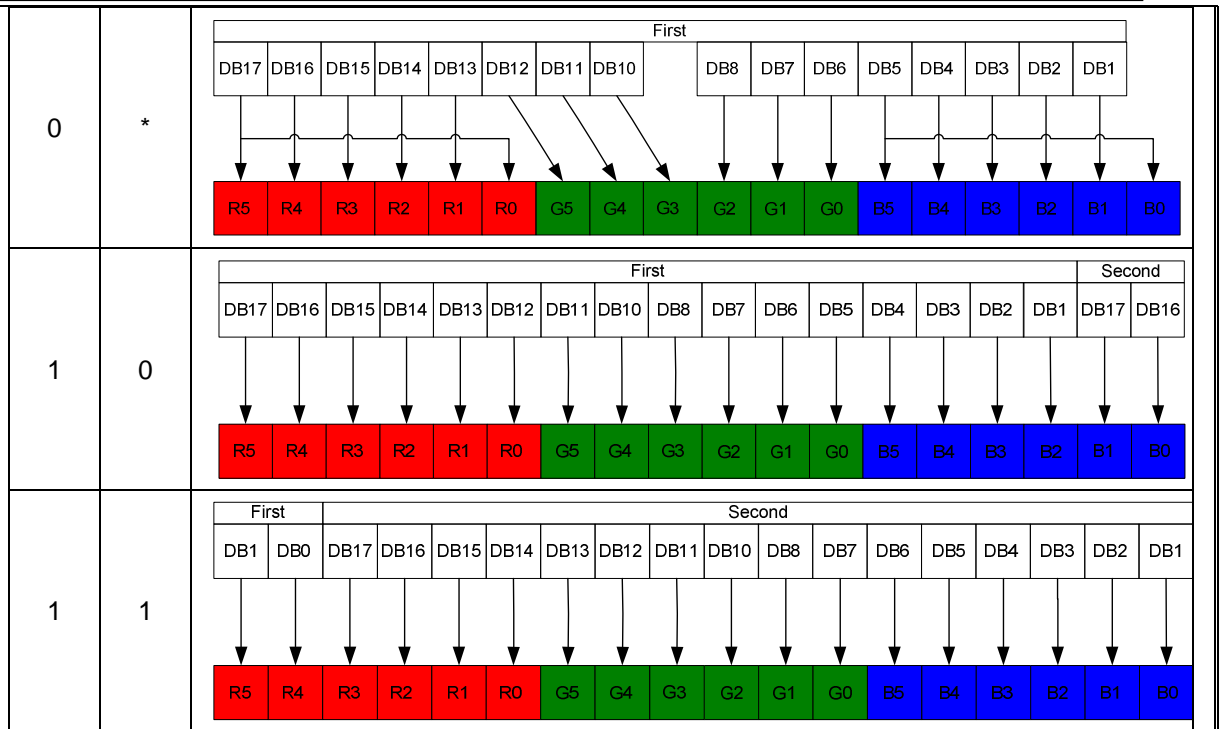 First
DB17 DB16 DB15 DB14 DB13 DB12 DB11 DB10 DB8 DB7 DB6 DB5 DB4 DB3 DB2 DB1
0 *
R5 R4 R3 R2 R1 R0 G5 G4 G3 G2 G1 G0 B5 B4 B3 B2 B1 B0
First Second
DB17 DB16 DB15 DB14 DB13 DB12 DB11 DB10 DB8 DB7 DB6 DB5 DB4 DB3 DB2 DB1 DB17 DB16
1 0
R5 R4 R3 R2 R1 R0 G5 G4 G3 G2 G1 G0 B5 B4 B3 B2 B1 B0
First Second
DB1 DB0 DB17 DB16 DB15 DB14 DB13 DB12 DB11 DB10 DB8 DB7 DB6 DB5 DB4 DB3 DB2 DB1
1 1
R5 R4 R3 R2 R1 R0 G5 G4 G3 G2 G1 G0 B5 B4 B3 B2 B1 B0